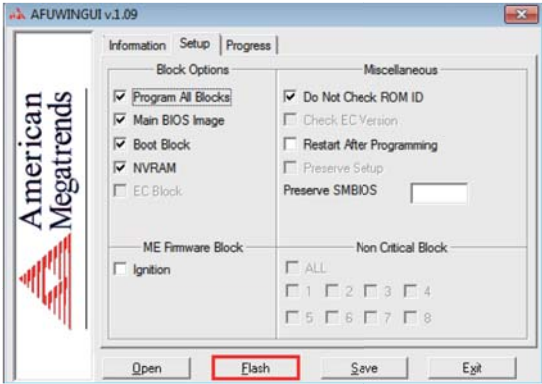 AFUWINGUI v.1.09
American
Megatrends
Information Setup Progress
Block Options
Program All Blocks
Main BIOS Image
Boot Block
NVRAM
EC Block
Miscellaneous
Do Not Check ROM ID
Check EC Version
Restart After Programming
Preserve Setup
Preserve SMBIOS
ME Firmware Block
Ignition
Non Critical Block
ALL
1 2 3 4
5 6 7 8
Open Flash Save Exit